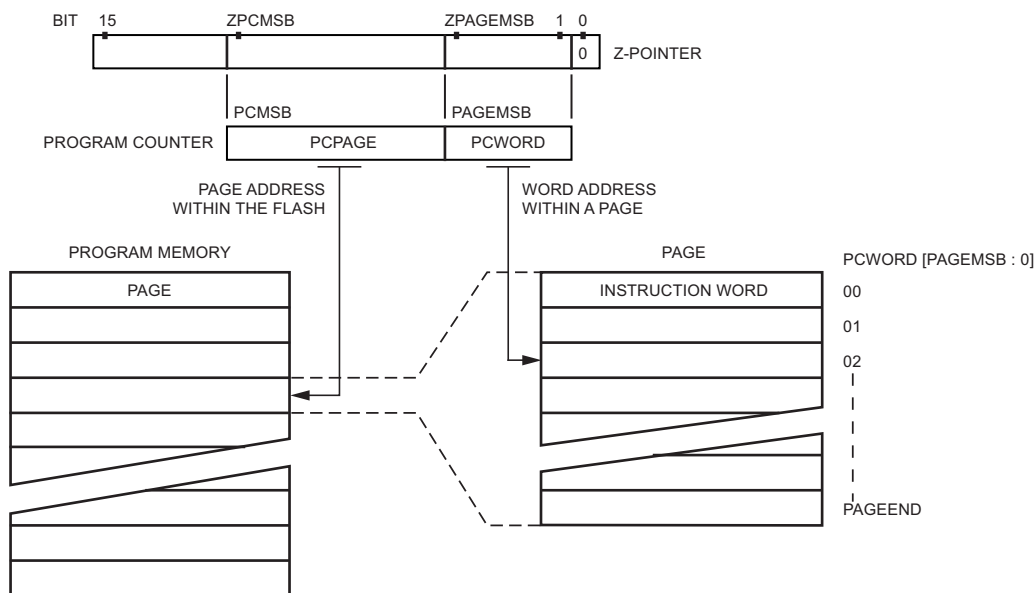 BIT 15 ZPCMSB ZPAGEMSB 1 0
0 Z-POINTER
PCMSB PAGEMSB
PROGRAM COUNTER PCPAGE PCWORD
PAGE ADDRESS
WITHIN THE FLASH
WORD ADDRESS
WITHIN A PAGE
PROGRAM MEMORY
PAGE
PAGE
PCWORD [PAGEMSB : 0]
INSTRUCTION WORD 00
01
02
PAGEEND